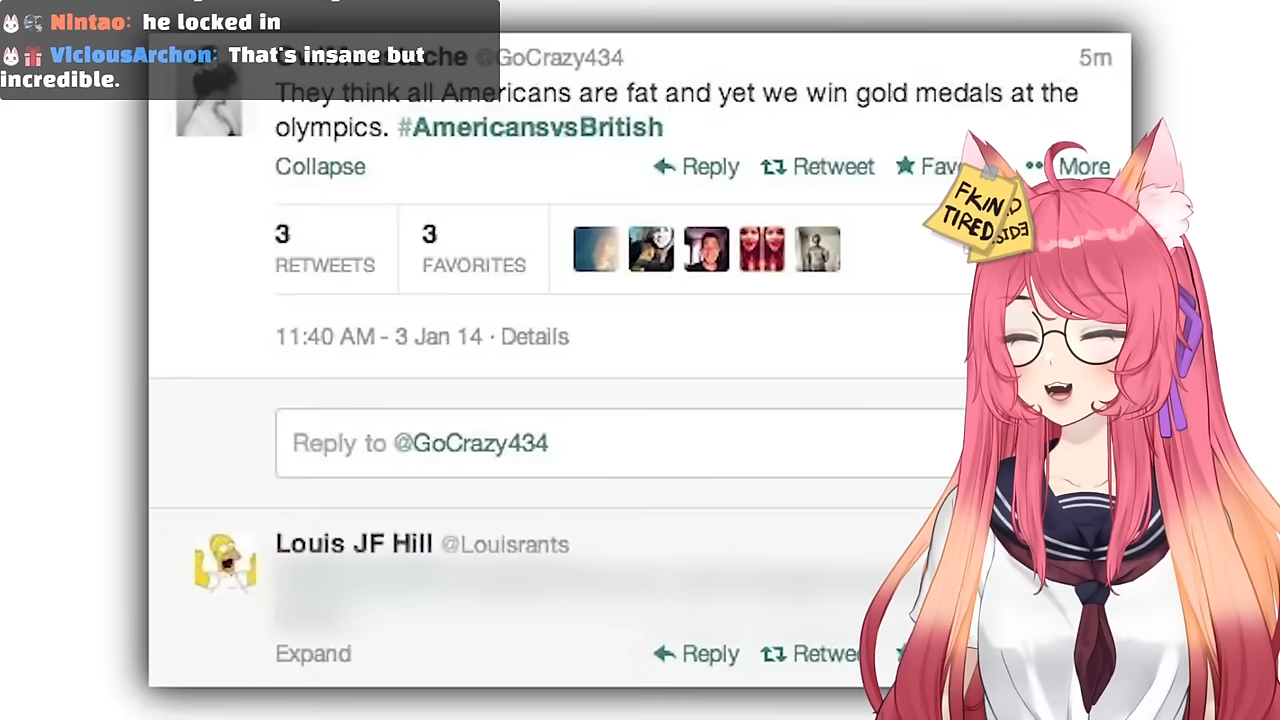 Nintao: he locked in
ViciousArchon: That's insane but
incredible.
@GoCrazy434
5m
They think all Americans are fat and yet we win gold medals at the
olympics. #AmericansvsBritish
Collapse
Reply
Retweet
More
3
RETWEETS
3
FAVORITES
11:40 AM - 3 Jan 14 · Details
Reply to @GoCrazy434
Louis JF Hill @Louisrants
Expand
Reply
FKIN
TIRED